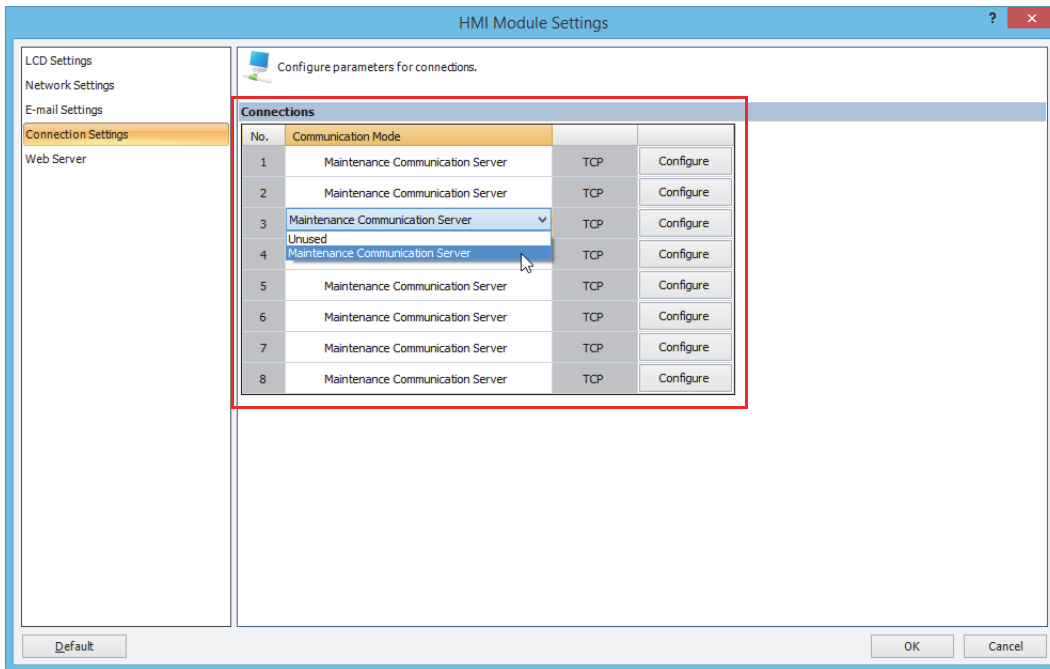 HMI Module Settings
? ×
LCD Settings
Network Settings
E-mail Settings
Connection Settings
Web Server
Configure parameters for connections.
Connections
No. Communication Mode
1 Maintenance Communication Server TCP Configure
2 Maintenance Communication Server TCP Configure
3 Maintenance Communication Server TCP Configure
Unused
Maintenance Communication Server
4 TCP Configure
5 Maintenance Communication Server TCP Configure
6 Maintenance Communication Server TCP Configure
7 Maintenance Communication Server TCP Configure
8 Maintenance Communication Server TCP Configure
Default OK Cancel